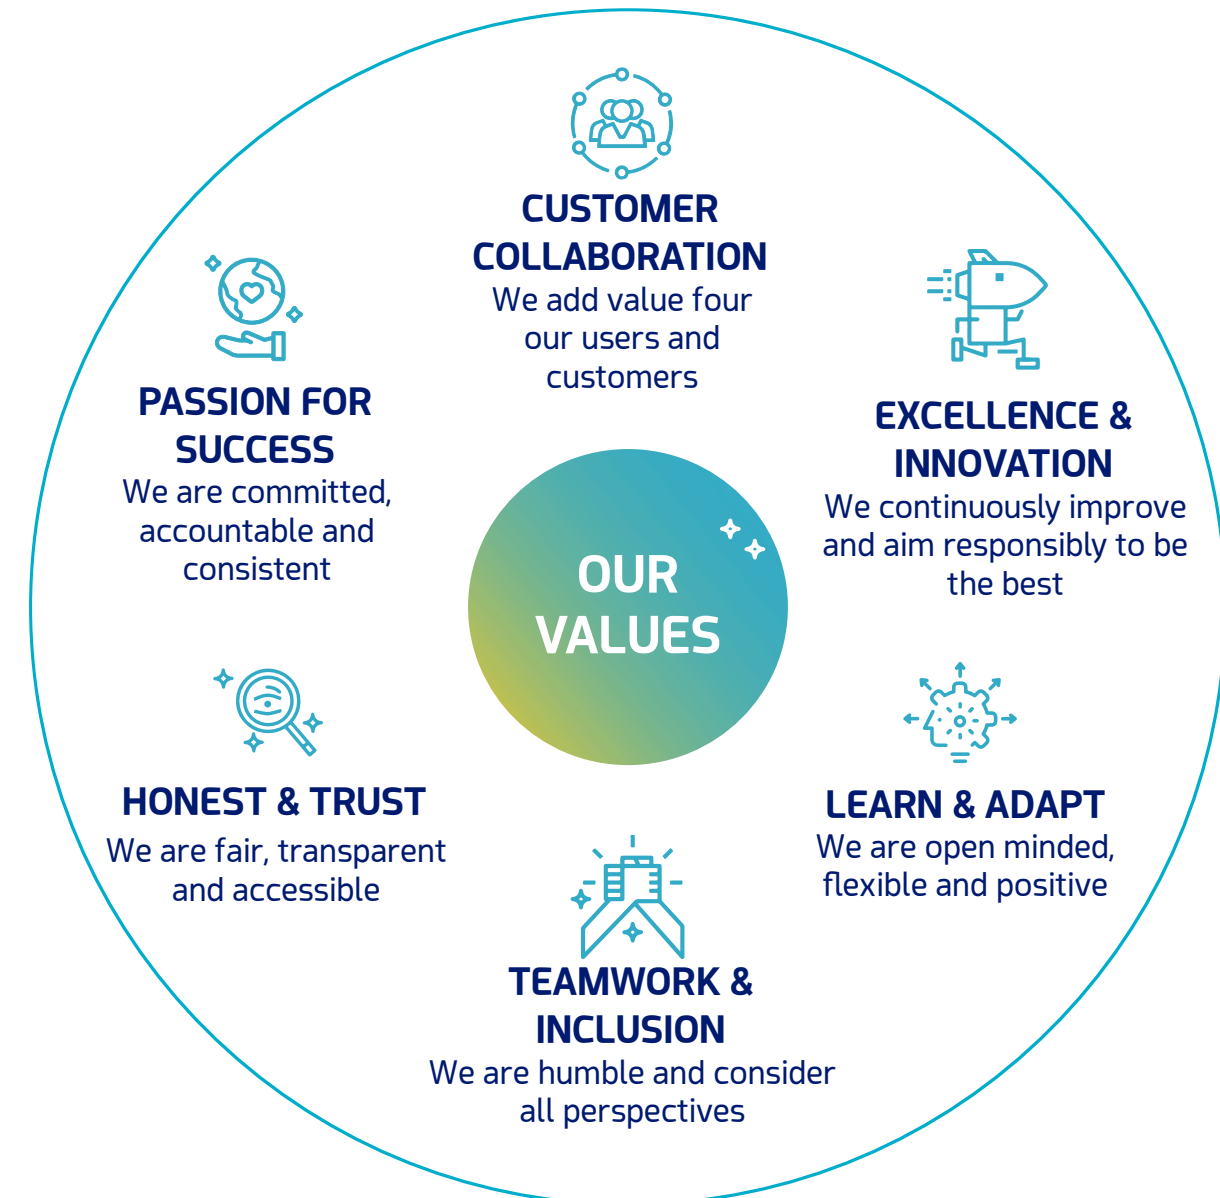 CUSTOMER
COLLABORATION
We add value four
our users and
customers
EXCELLENCE &
INNOVATION
We continuously improve
and aim responsibly to be
the best
LEARN & ADAPT
We are open minded,
flexible and positive
TEAMWORK &
INCLUSION
We are humble and consider
all perspectives
HONEST & TRUST
We are fair, transparent
and accessible
PASSION FOR
SUCCESS
We are committed,
accountable and
consistent
OUR
VALUES